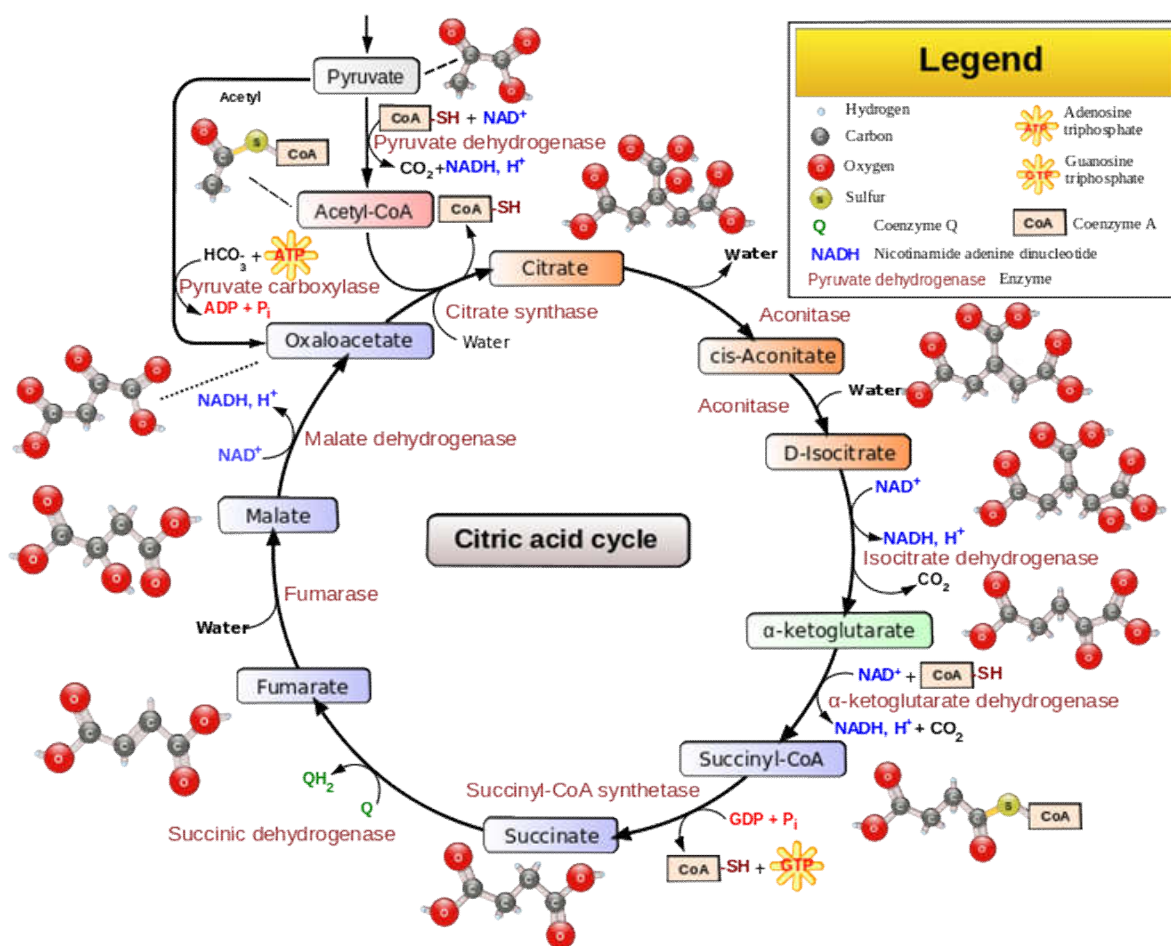 Legend
Hydrogen
Carbon
Oxygen
Sulfur
Q Coenzyme Q
NADH Nicotinamide adenine dinucleotide
Pyruvate dehydrogenase Enzyme
ATP Adenosine
triphosphate
GTP Guanosine
triphosphate
CoA Coenzyme A
Pyruvate
Acetyl
S CoA
CoA-SH + NAD+
Pyruvate dehydrogenase
CO2+NADH, H+
Acetyl-CoA
CoA-SH
HCO3- + ATP
Pyruvate carboxylase
ADP + Pi
Citrate
Citrate synthase
Water
Oxaloacetate
Water
Aconitase
cis-Aconitate
Aconitase
Water
D-Isocitrate
NAD+
NADH, H+
Isocitrate dehydrogenase
CO2
α-ketoglutarate
NAD+ + CoA-SH
α-ketoglutarate dehydrogenase
NADH, H+ + CO2
Succinyl-CoA
S CoA
Succinyl-CoA synthetase
GDP + Pi
CoA-SH + GTP
Succinate
QH2
Q
Succinic dehydrogenase
Fumarate
Fumarase
Water
Malate
NADH, H+
Malate dehydrogenase
NAD+
Citric acid cycle